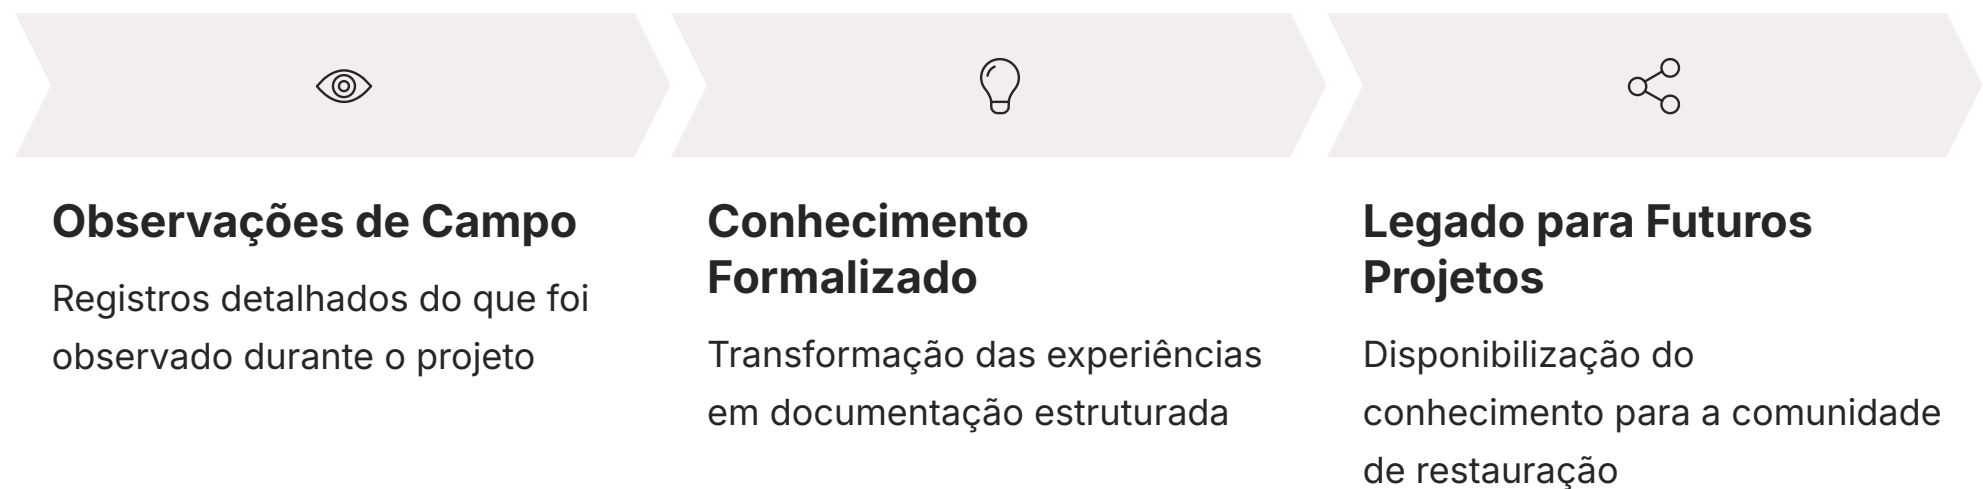 Observações de Campo
Registros detalhados do que foi
observado durante o projeto
Conhecimento
Formalizado
Transformação das experiências
em documentação estruturada
Legado para Futuros
Projetos
Disponibilização do
conhecimento para a comunidade
de restauração